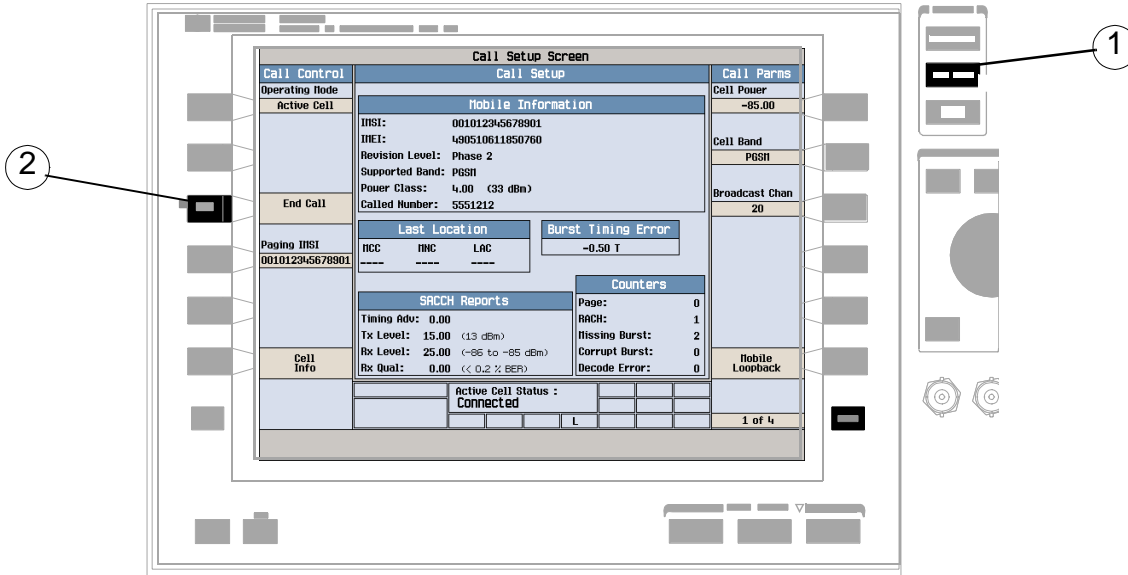 1
2
Call Setup Screen
Call Control
Operating Mode
Active Cell
End Call
Paging IMSI
001012345678901
Cell
Info
Call Setup
Mobile Information
IMSI: 001012345678901
IMEI: 490510611850760
Revision Level: Phase 2
Supported Band: PGSM
Power Class: 4.00 (33 dBm)
Called Number: 5551212
Last Location
MCC MNC LAC
---- ---- ----
Burst Timing Error
-0.50 T
SACCH Reports
Timing Adv: 0.00
Tx Level: 15.00 (13 dBm)
Rx Level: 25.00 (-86 to -85 dBm)
Rx Qual: 0.00 (< 0.2 % BER)
Counters
Page: 0
RACH: 1
Missing Burst: 2
Corrupt Burst: 0
Decode Error: 0
Active Cell Status :
Connected
L
Call Parms
Cell Power
-85.00
Cell Band
PGSM
Broadcast Chan
20
Mobile
Loopback
1 of 4